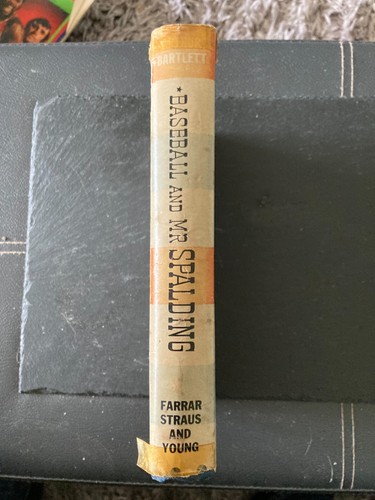 BARTLETT
*BASEBALL AND MR SPALDING
FARRAR
STRAUS
AND
YOUNG